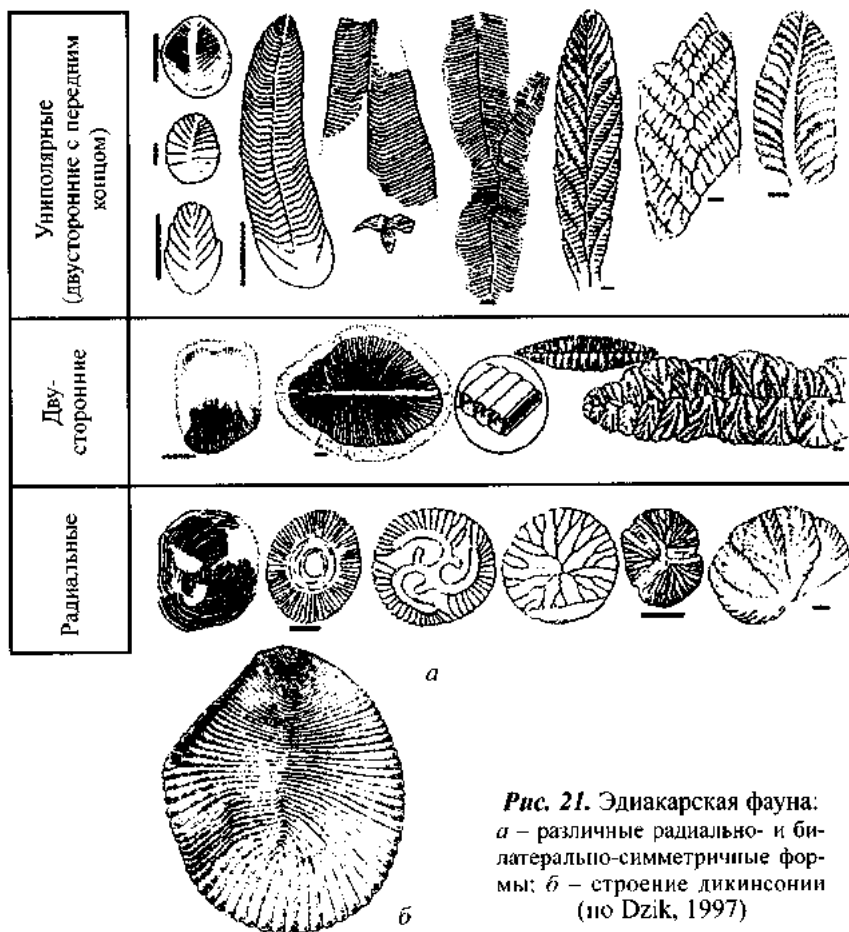 Униполярные
(двусторонние с передним
концом)
Дву-
сторонние
Радиальные
а
б
Рис. 21. Эдиакарская фауна:
а – различные радиально- и би-
латерально-симметричные фор-
мы; б – строение дикинсонии
(по Dzik, 1997)